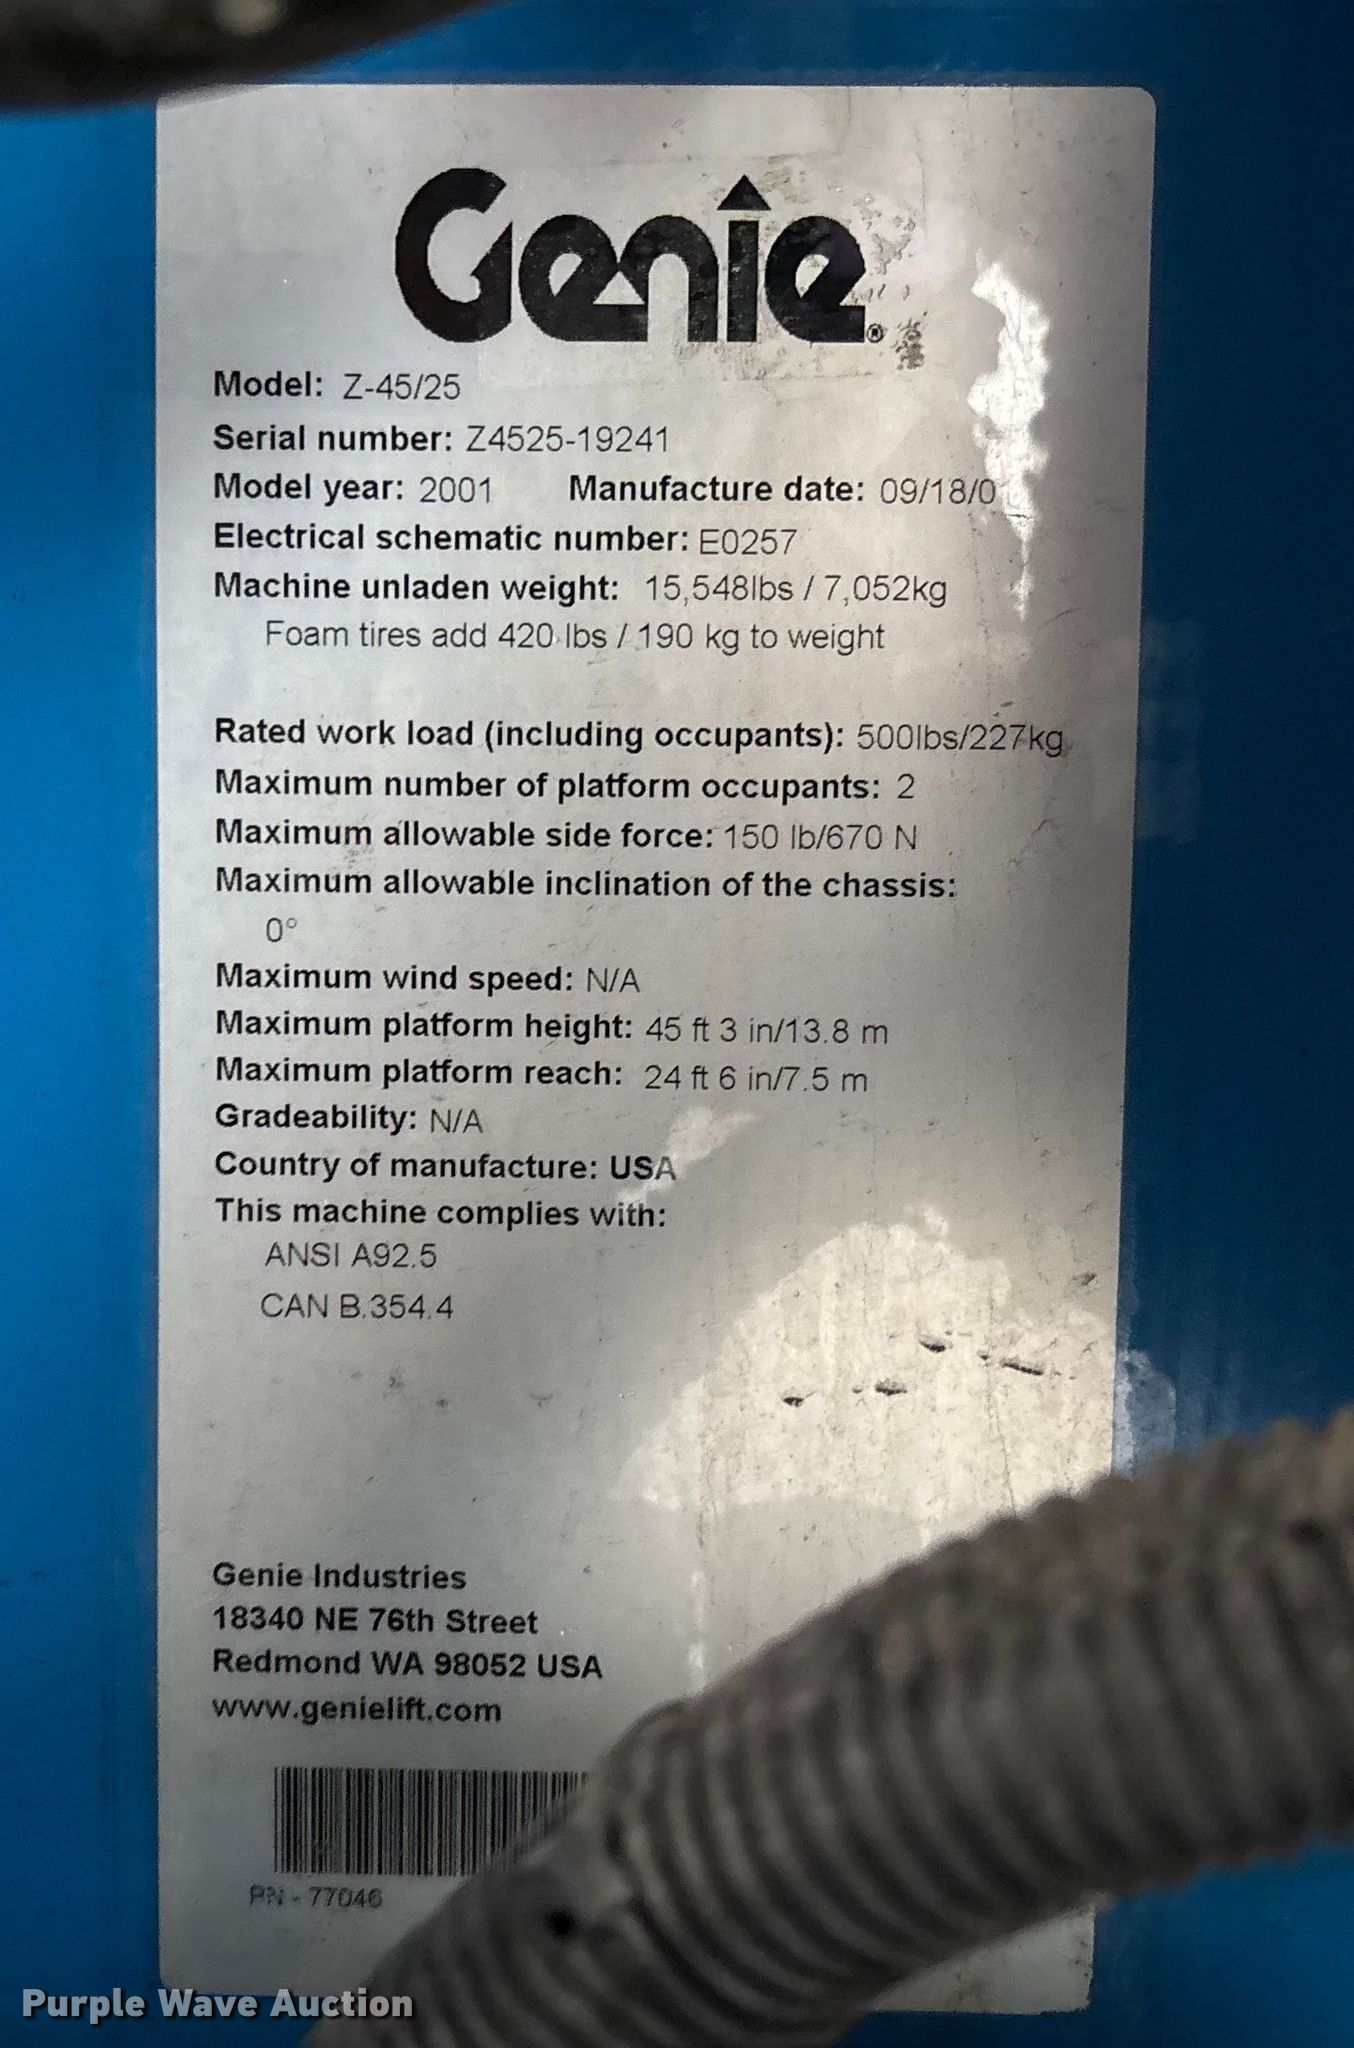 Genie®
Model: Z-45/25
Serial number: Z4525-19241
Model year: 2001 Manufacture date: 09/18/0
Electrical schematic number: E0257
Machine unladen weight: 15,548lbs / 7,052kg
Foam tires add 420 lbs / 190 kg to weight
Rated work load (including occupants): 500lbs/227kg
Maximum number of platform occupants: 2
Maximum allowable side force: 150 lb/670 N
Maximum allowable inclination of the chassis:
0°
Maximum wind speed: N/A
Maximum platform height: 45 ft 3 in/13.8 m
Maximum platform reach: 24 ft 6 in/7.5 m
Gradeability: N/A
Country of manufacture: USA
This machine complies with:
ANSI A92.5
CAN B.354.4
Genie Industries
18340 NE 76th Street
Redmond WA 98052 USA
www.genielift.com
PN - 77046
Purple Wave Auction